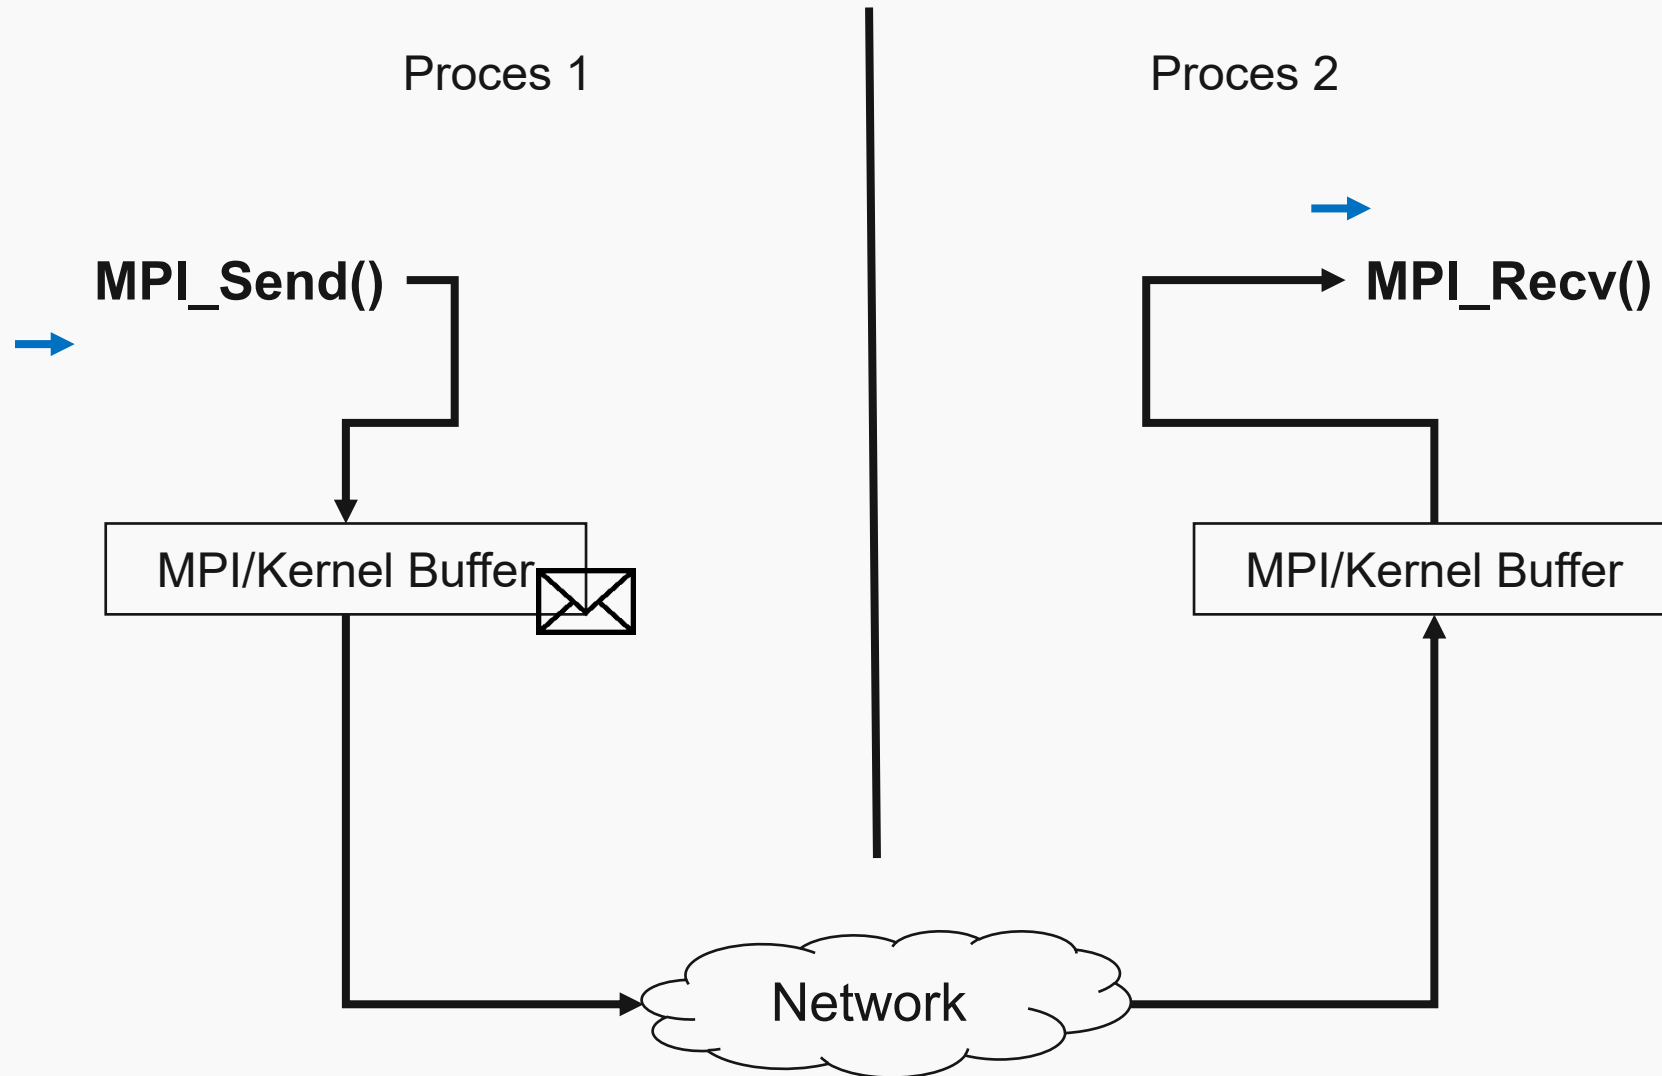 Proces 1
Proces 2
MPI_Send()
MPI_Recv()
MPI/Kernel Buffer
MPI/Kernel Buffer
Network